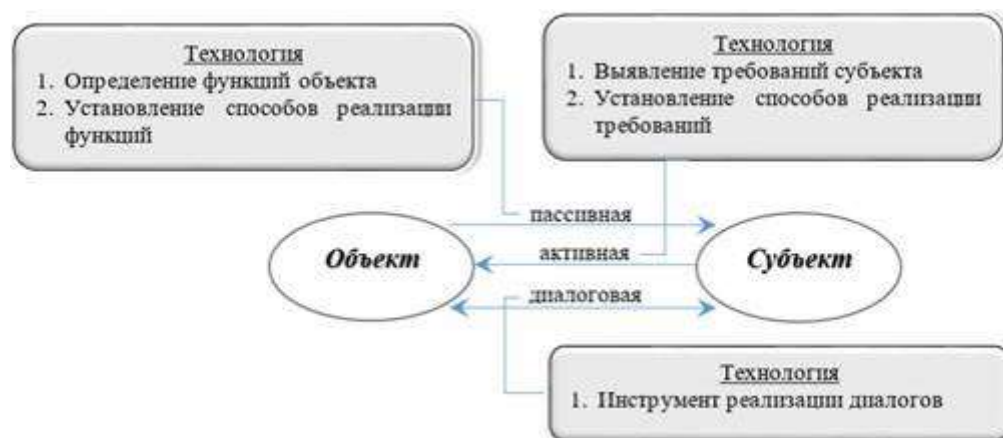 Технология
1. Определение функций объекта
2. Установление способов реализации
функций
Технология
1. Выявление требований субъекта
2. Установление способов реализации
требований
пассивная
Объект
активная
Субъект
диалоговая
Технология
1. Инструмент реализации диалогов